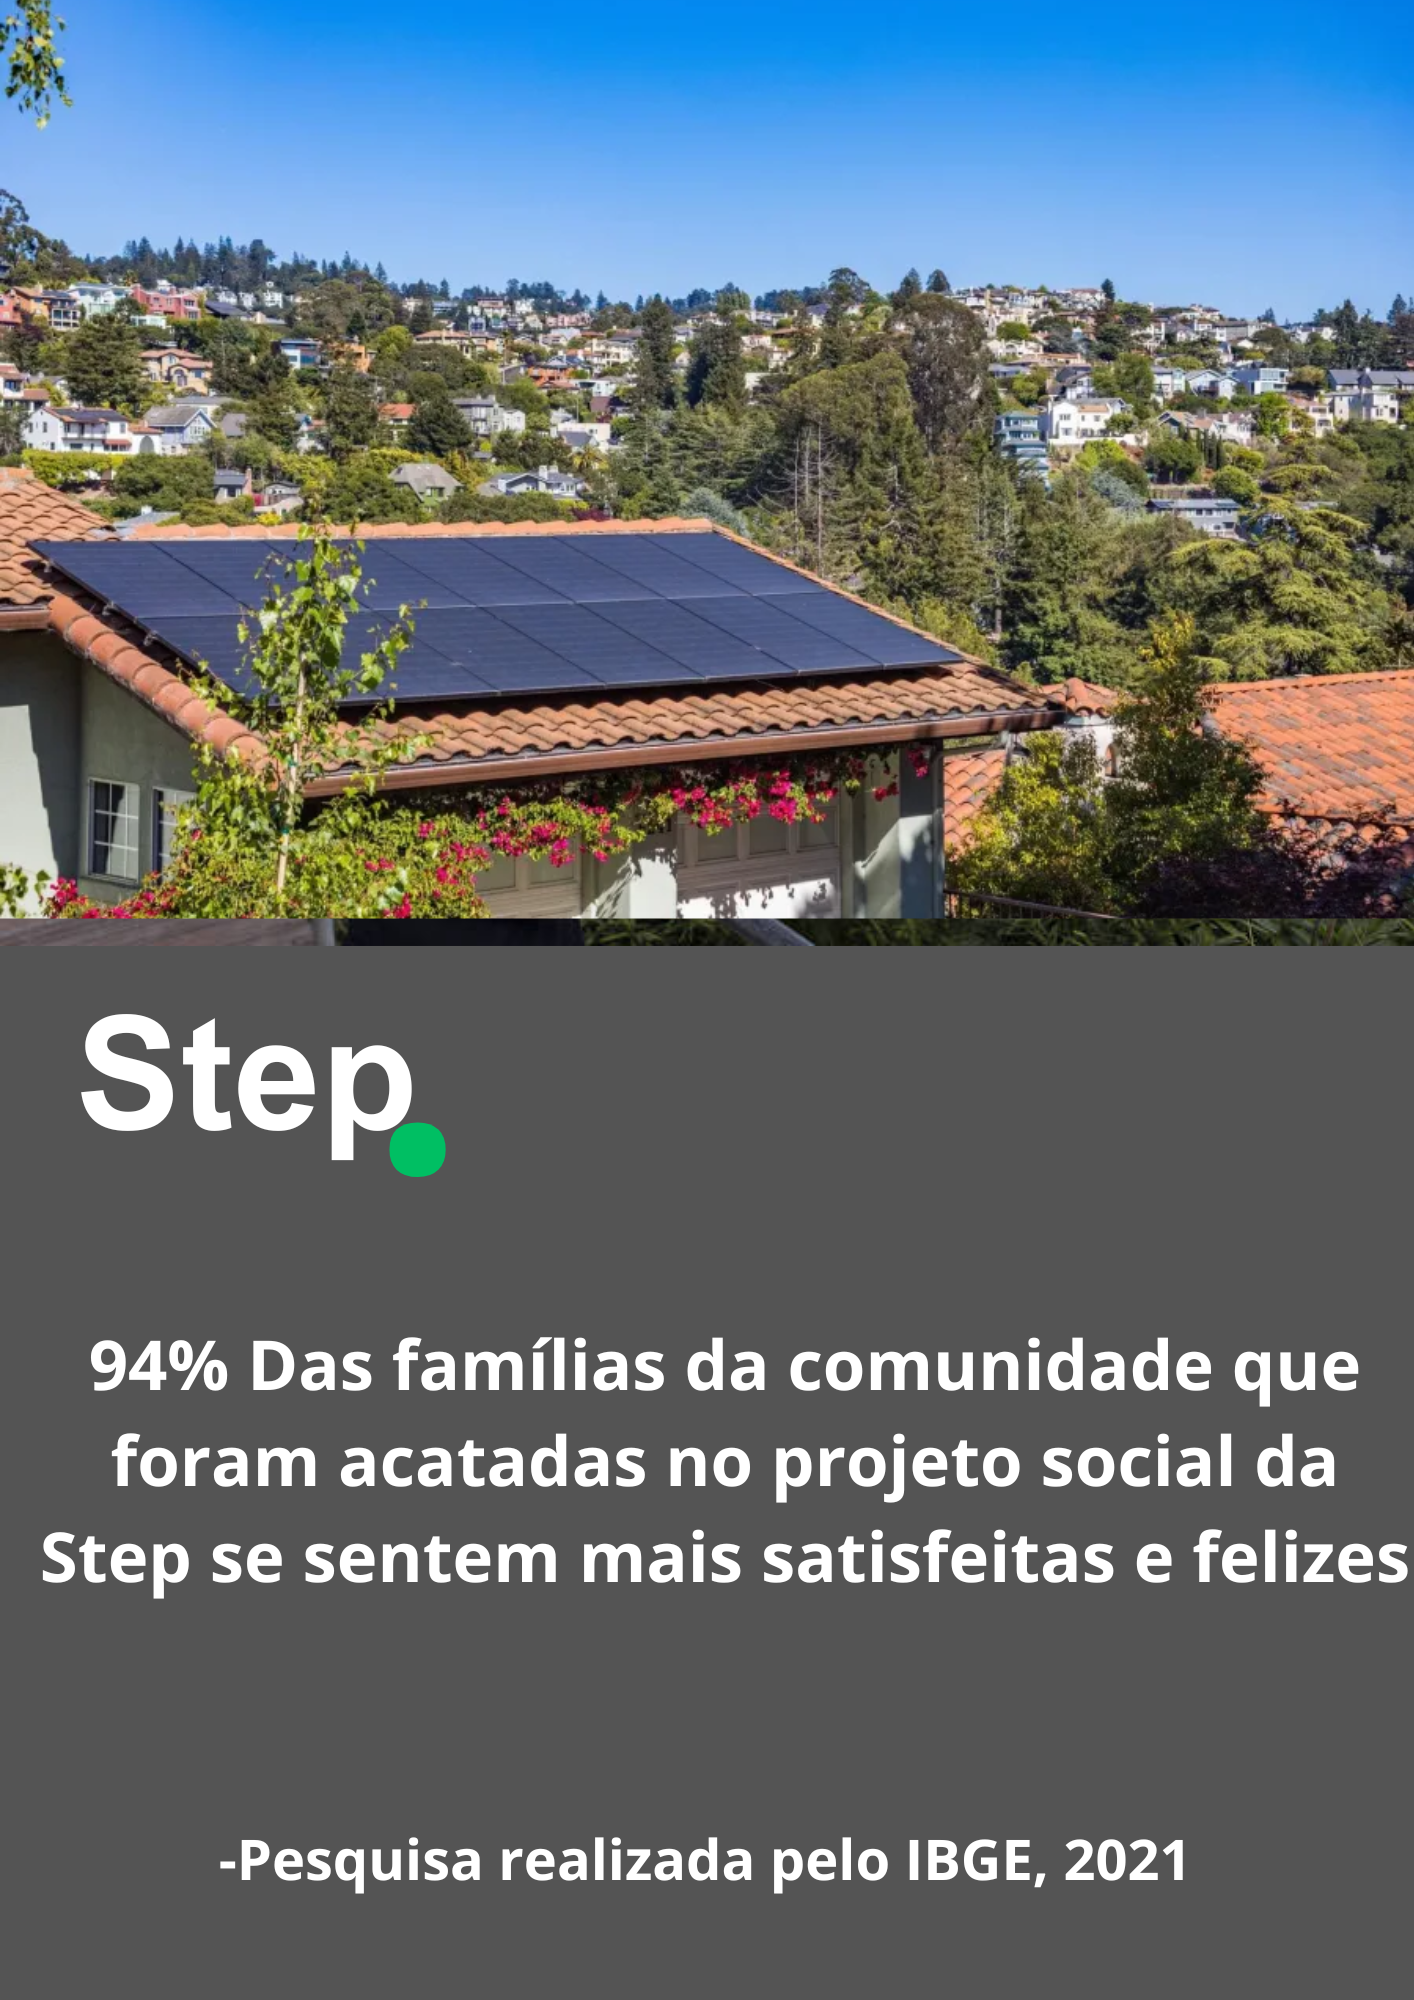 Step.
94% Das famílias da comunidade que
foram acatadas no projeto social da
Step se sentem mais satisfeitas e felizes
-Pesquisa realizada pelo IBGE, 2021